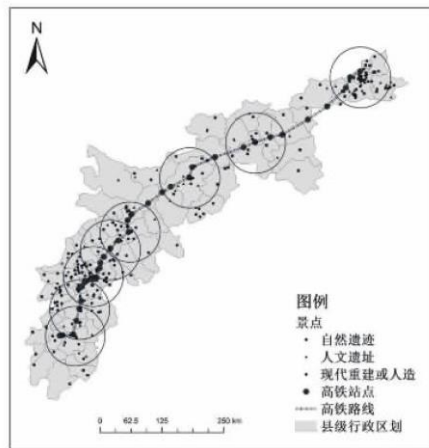 N
图例
景点
自然遗迹
人文遗址
现代重建或人造
高铁站点
高铁路线
县级行政区划
0 62.5 125 250 km